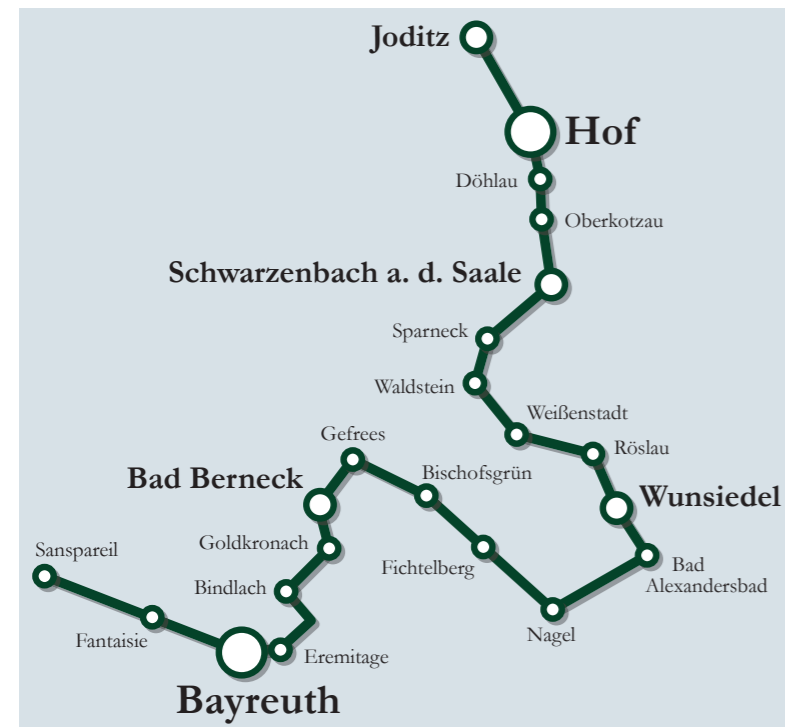 Joditz
Hof
Döhlau
Oberkotzau
Schwarzenbach a. d. Saale
Sparneck
Waldstein
Weißenstadt
Gefrees
Röslau
Bischofsgrün
Bad Berneck
Wunsiedel
Goldkronach
Sanspareil
Fichtelberg
Bad
Alexandersbad
Bindlach
Fantaisie
Nagel
Eremitage
Bayreuth